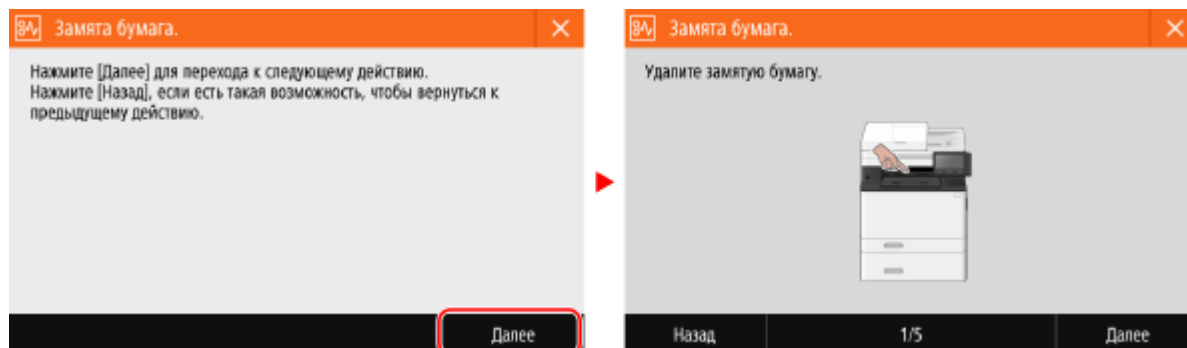 Замята бумага.
Нажмите [Далее] для перехода к следующему действию.
Нажмите [Назад], если есть такая возможность, чтобы вернуться к
предыдущему действию.
Далее
Замята бумага.
Удалите замятую бумагу.
Назад 1/5 Далее